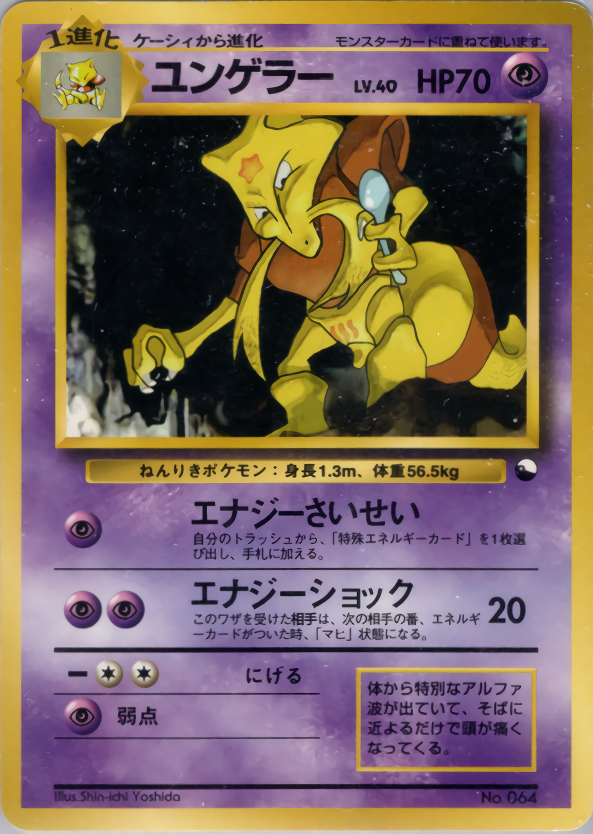 1進化
ケーシィから進化
モンスターカードに重ねて使います。
ユンゲラー LV.40 HP70
ねんりきポケモン：身長1.3m、体重56.5kg
エナジーさいせい
自分のトラッシュから、「特殊エネルギーカード」を1枚選
び出し、手札に加える。
エナジーショック 20
このワザを受けた相手は、次の相手の番、エネルギ
ーカードがついた時、「マヒ」状態になる。
にげる
弱点
体から特別なアルファ
波が出ていて、そばに
近よるだけで頭が痛く
なってくる。
Illus.Shin-ichi Yoshida
No.064